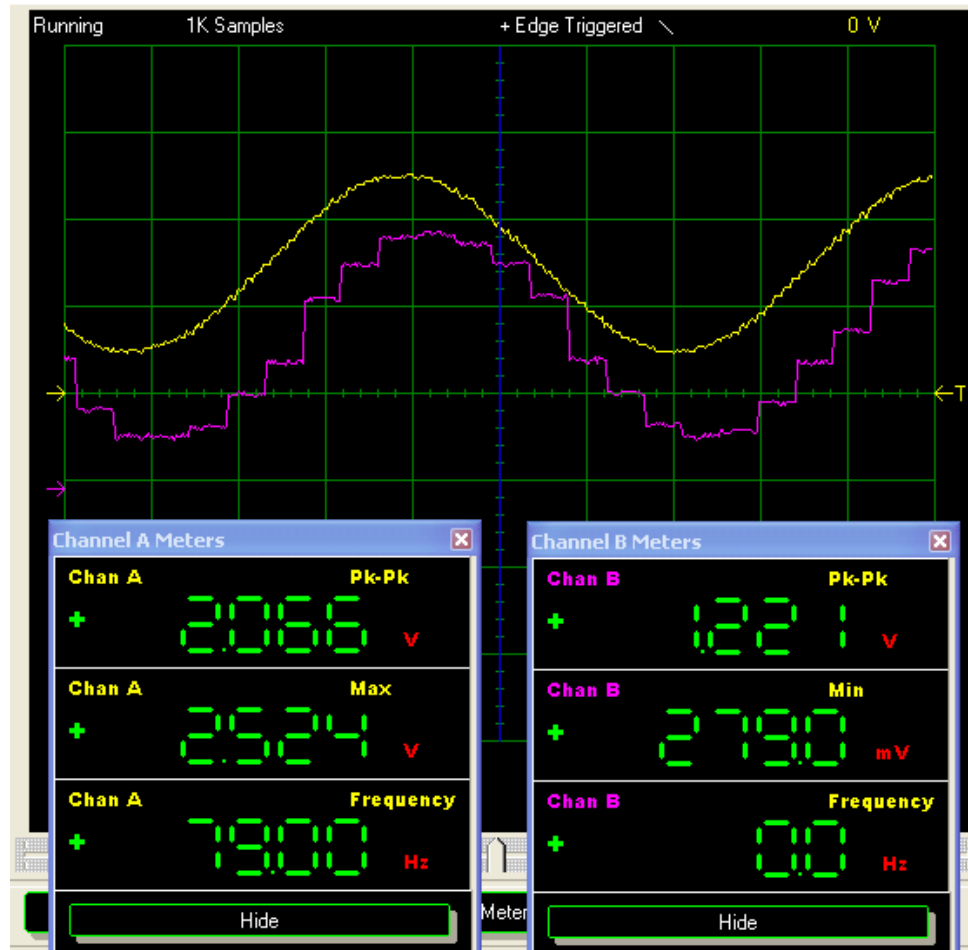 Running 1K Samples + Edge Triggered 0 V
T
Channel A Meters
Chan A Pk-Pk
+ 2.066 V
Chan A Max
+ 2.524 V
Chan A Frequency
+ 79.00 Hz
Hide
Meter
Channel B Meters
Chan B Pk-Pk
+ 1.221 V
Chan B Min
+ 279.0 mV
Chan B Frequency
+ 0.0 Hz
Hide